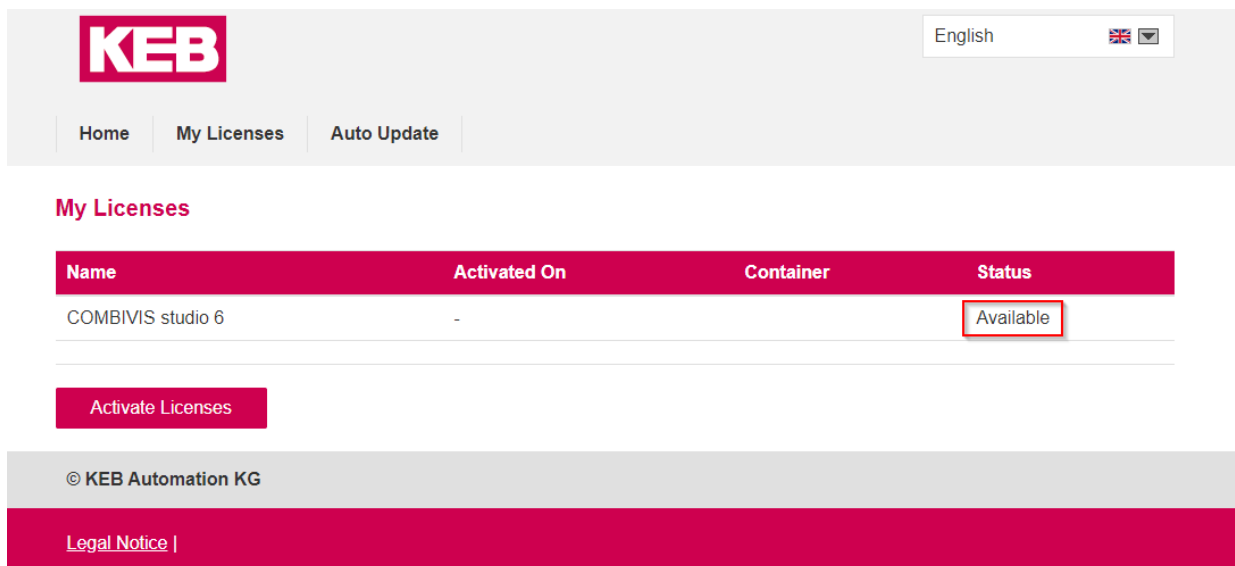 KEB
English
Home My Licenses Auto Update
My Licenses
Name Activated On Container Status
COMBIVIS studio 6 - Available
Activate Licenses
© KEB Automation KG
Legal Notice |